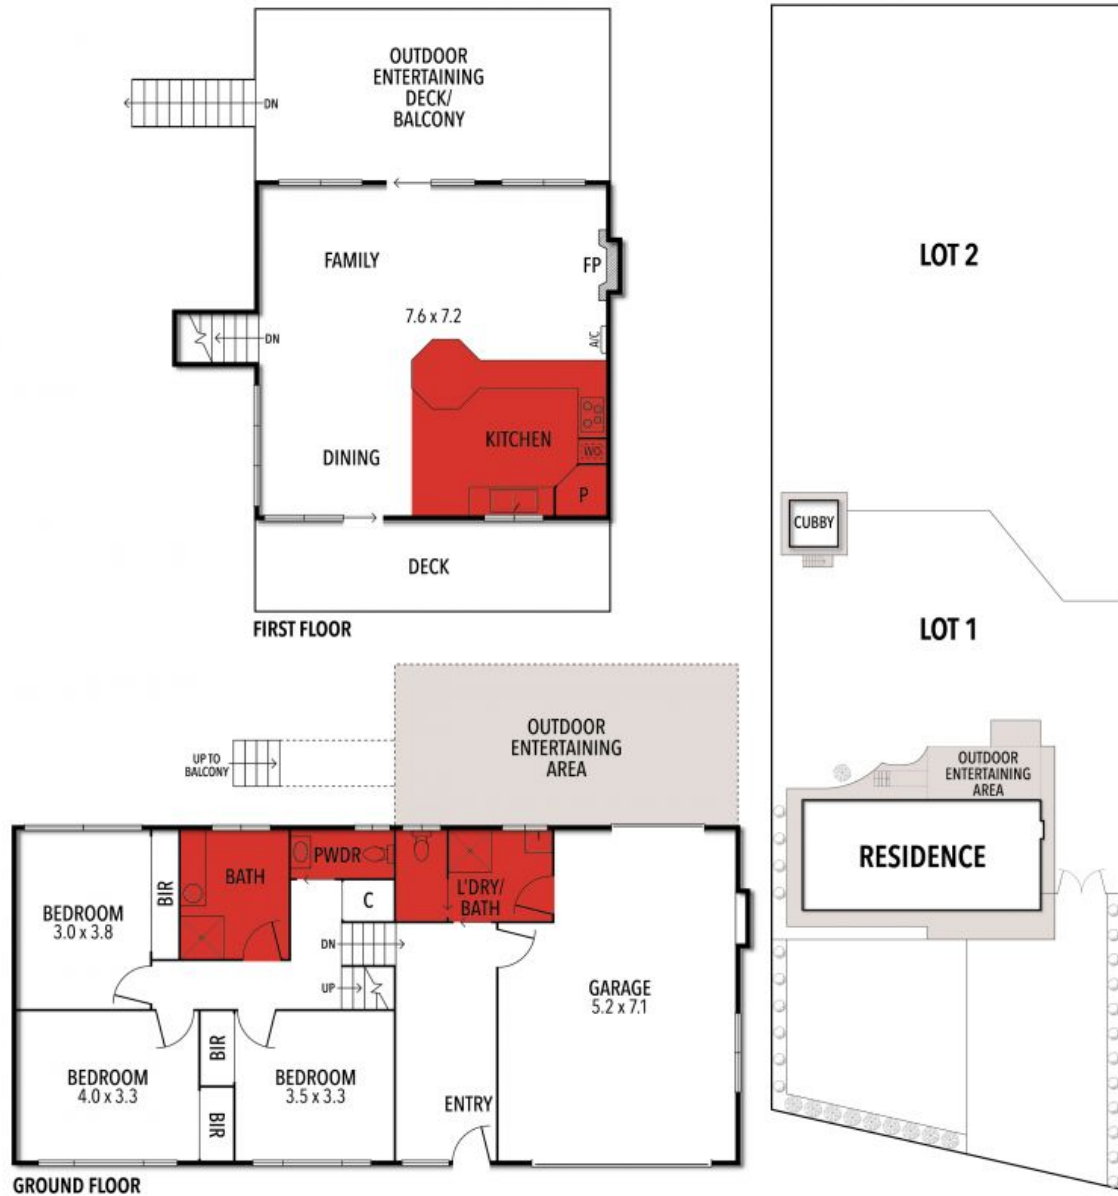 OUTDOOR
ENTERTAINING
DECK/
BALCONY
DN
FAMILY
FP
7.6 x 7.2
A/C
DN
KITCHEN
WO
DINING
P
DECK
FIRST FLOOR
LOT 2
CUBBY
LOT 1
OUTDOOR
ENTERTAINING
AREA
RESIDENCE
OUTDOOR
ENTERTAINING
AREA
UP TO
BALCONY
BEDROOM
3.0 x 3.8
BIR
BATH
PWDR
C
L'DRY/
BATH
DN
UP
GARAGE
5.2 x 7.1
BEDROOM
4.0 x 3.3
BIR
BIR
BEDROOM
3.5 x 3.3
ENTRY
GROUND FLOOR